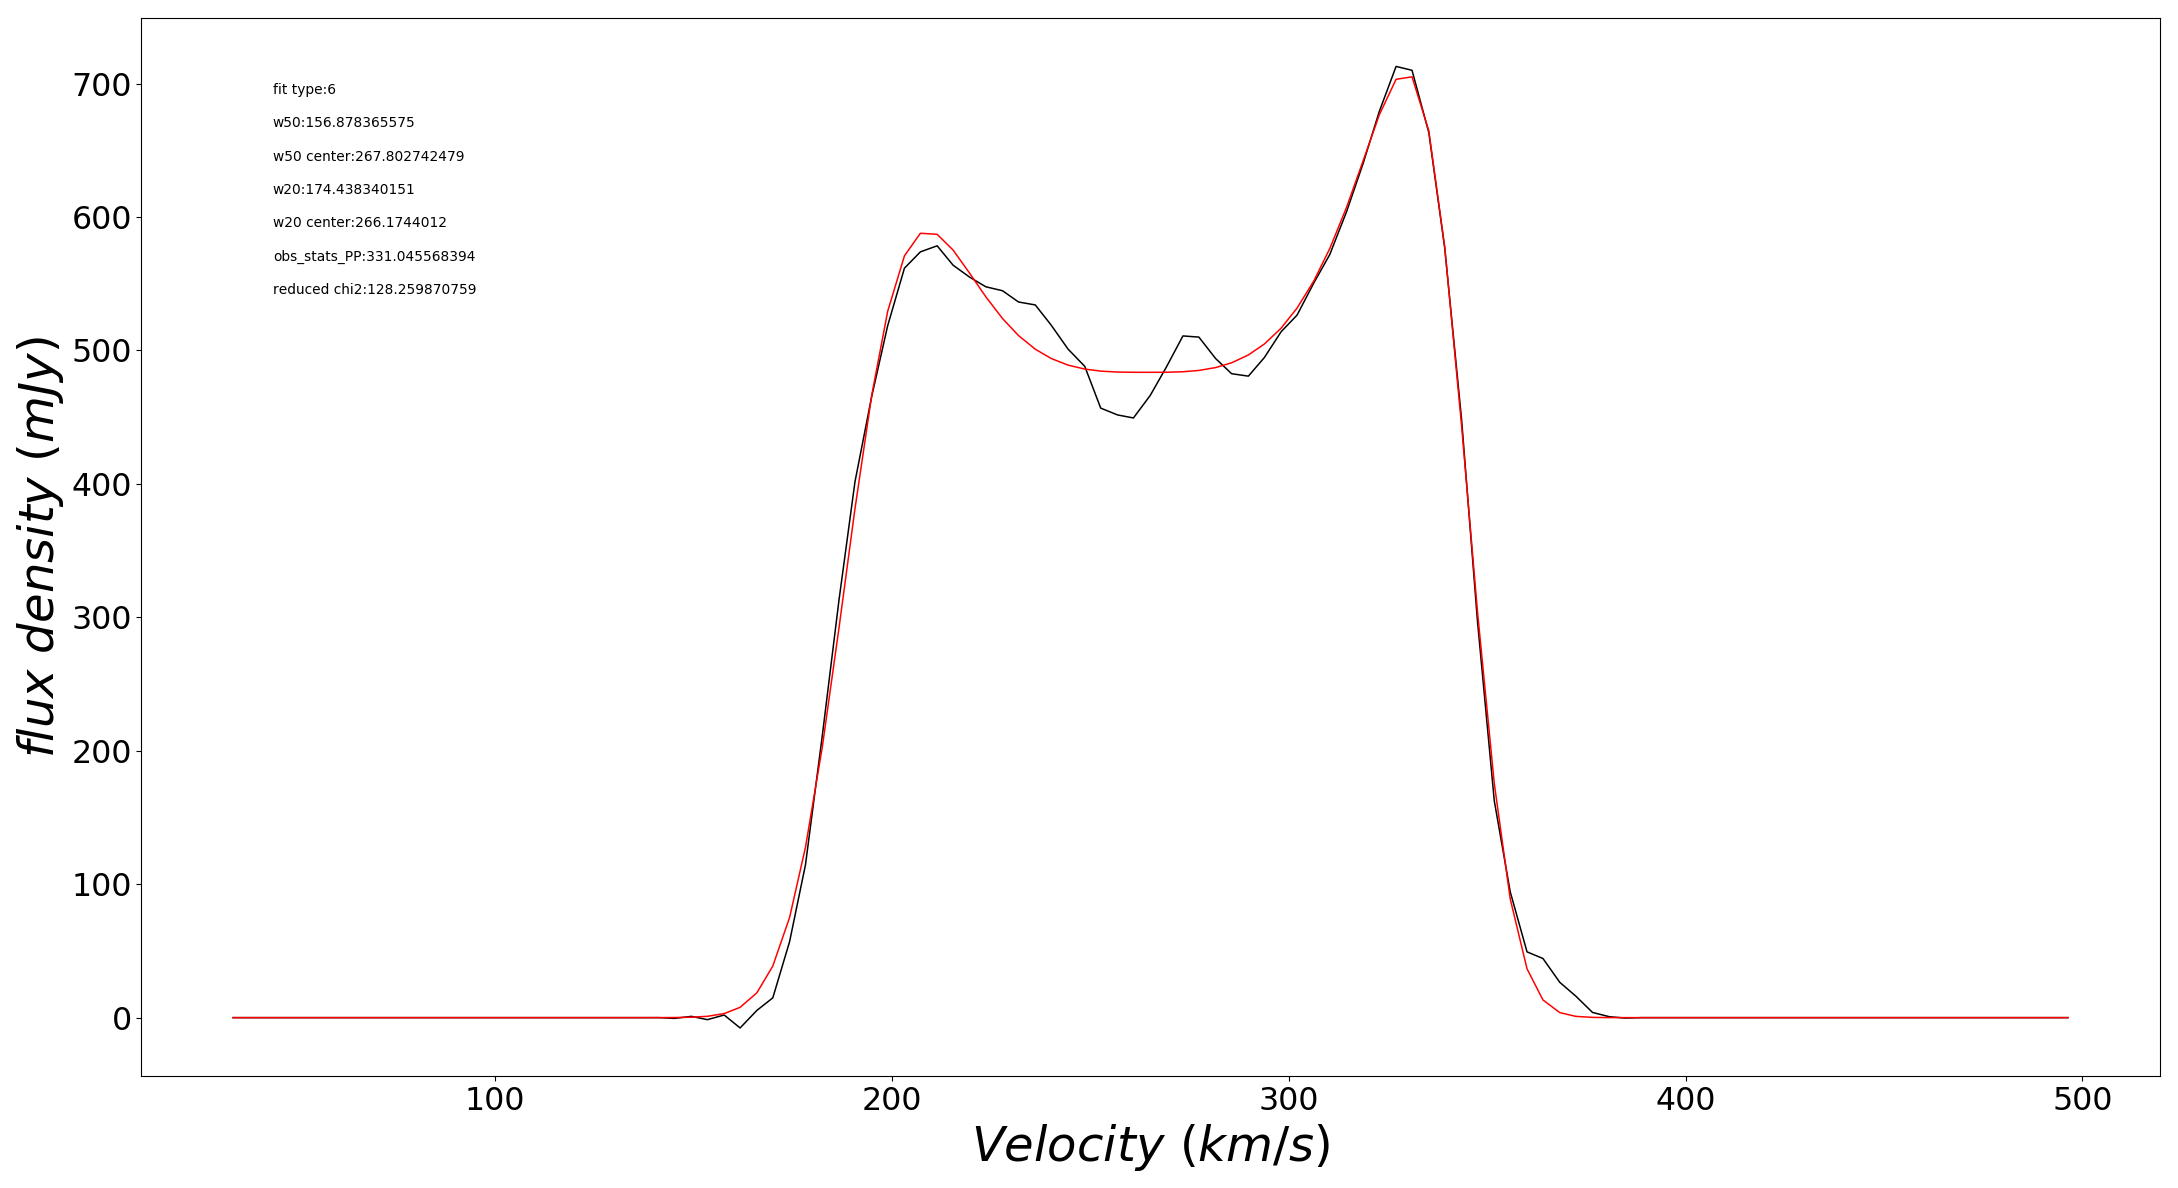 fit type:6
w50:156.878365575
w50 center:267.802742479
w20:174.438340151
w20 center:266.1744012
obs_stats_PP:331.045568394
reduced chi2:128.259870759
700
600
500
400
300
200
100
0
flux density (mJy)
100 200 300 400 500
Velocity (km/s)